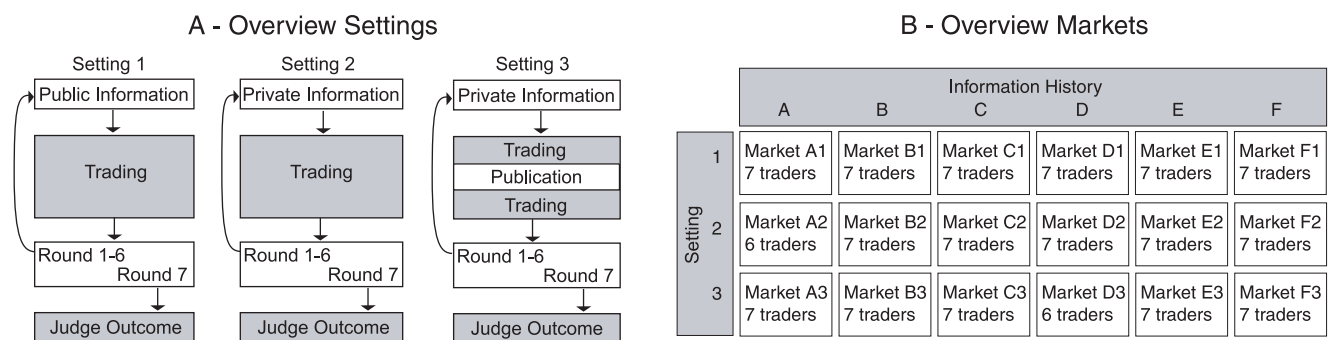 A - Overview Settings
Setting 1
Public Information
Trading
Round 1-6
Round 7
Judge Outcome
Setting 2
Private Information
Trading
Round 1-6
Round 7
Judge Outcome
Setting 3
Private Information
Trading
Publication
Trading
Round 1-6
Round 7
Judge Outcome
B - Overview Markets
Information History
A B C D E F
Setting
1
Market A1 Market B1 Market C1 Market D1 Market E1 Market F1
7 traders 7 traders 7 traders 7 traders 7 traders 7 traders
2
Market A2 Market B2 Market C2 Market D2 Market E2 Market F2
6 traders 7 traders 7 traders 7 traders 7 traders 7 traders
3
Market A3 Market B3 Market C3 Market D3 Market E3 Market F3
7 traders 7 traders 7 traders 6 traders 7 traders 7 traders